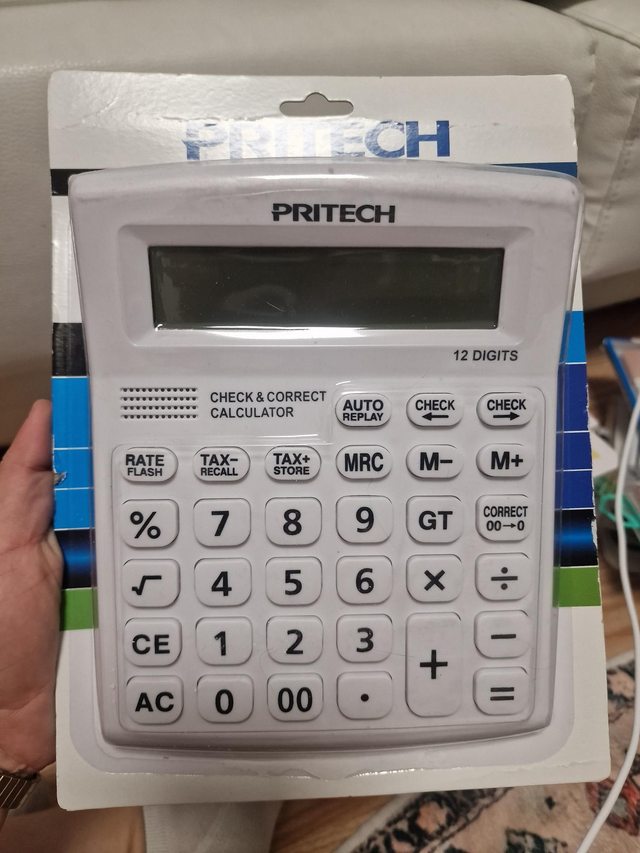 PRITECH
PRITECH
12 DIGITS
CHECK & CORRECT
CALCULATOR
AUTO
REPLAY
CHECK
←
CHECK
→
RATE
FLASH
TAX-
RECALL
TAX+
STORE
MRC
M-
M+
% 7 8 9 GT
CORRECT
00→0
√ 4 5 6 × ÷
CE 1 2 3 + −
AC 0 00 . =